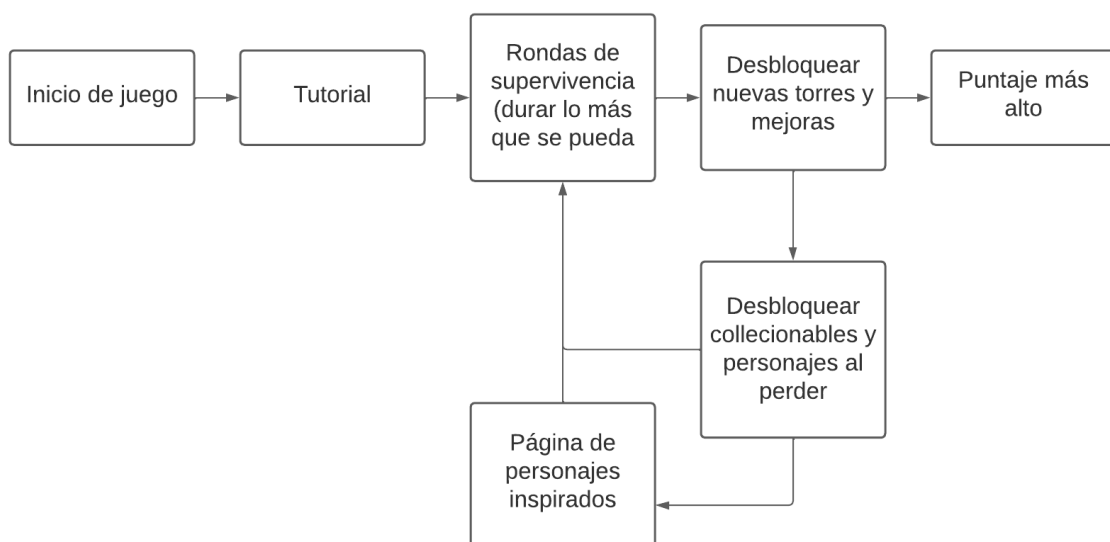 Inicio de juego
Tutorial
Rondas de
supervivencia
(durar lo más
que se pueda
Desbloquear
nuevas torres y
mejoras
Puntaje más
alto
Desbloquear
collecionables y
personajes al
perder
Página de
personajes
inspirados